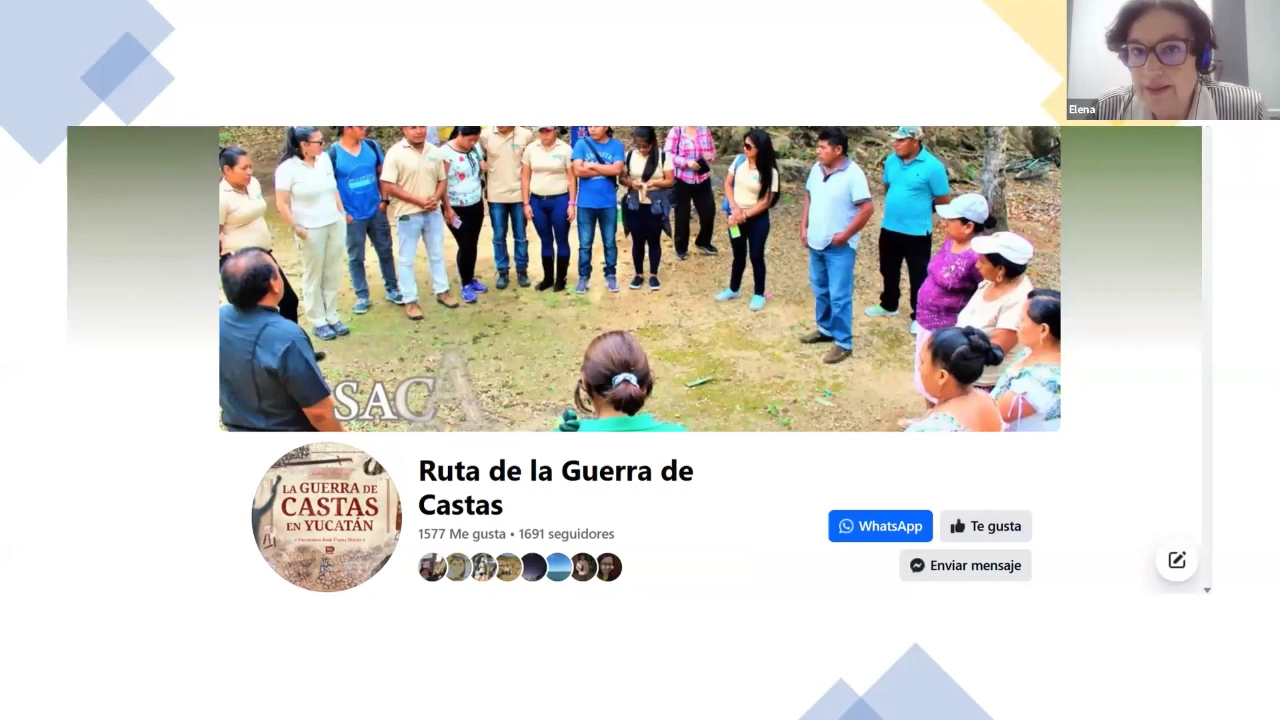 Elena
SACA
LA GUERRA DE
CASTAS
EN YUCATÁN
Ruta de la Guerra de
Castas
1577 Me gusta • 1691 seguidores
WhatsApp
Te gusta
Enviar mensaje